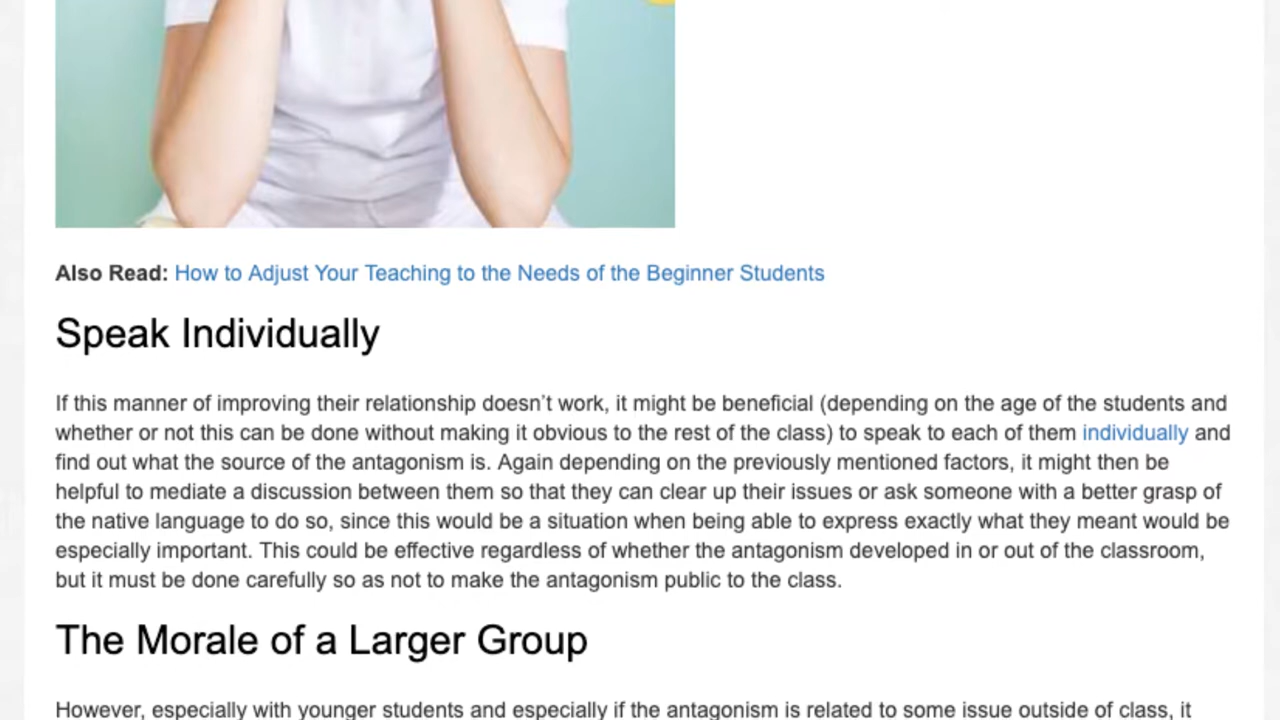 Also Read: How to Adjust Your Teaching to the Needs of the Beginner Students
Speak Individually
If this manner of improving their relationship doesn't work, it might be beneficial (depending on the age of the students and
whether or not this can be done without making it obvious to the rest of the class) to speak to each of them individually and
find out what the source of the antagonism is. Again depending on the previously mentioned factors, it might then be
helpful to mediate a discussion between them so that they can clear up their issues or ask someone with a better grasp of
the native language to do so, since this would be a situation when being able to express exactly what they meant would be
especially important. This could be effective regardless of whether the antagonism developed in or out of the classroom,
but it must be done carefully so as not to make the antagonism public to the class.
The Morale of a Larger Group
However, especially with younger students and especially if the antagonism is related to some issue outside of class, it